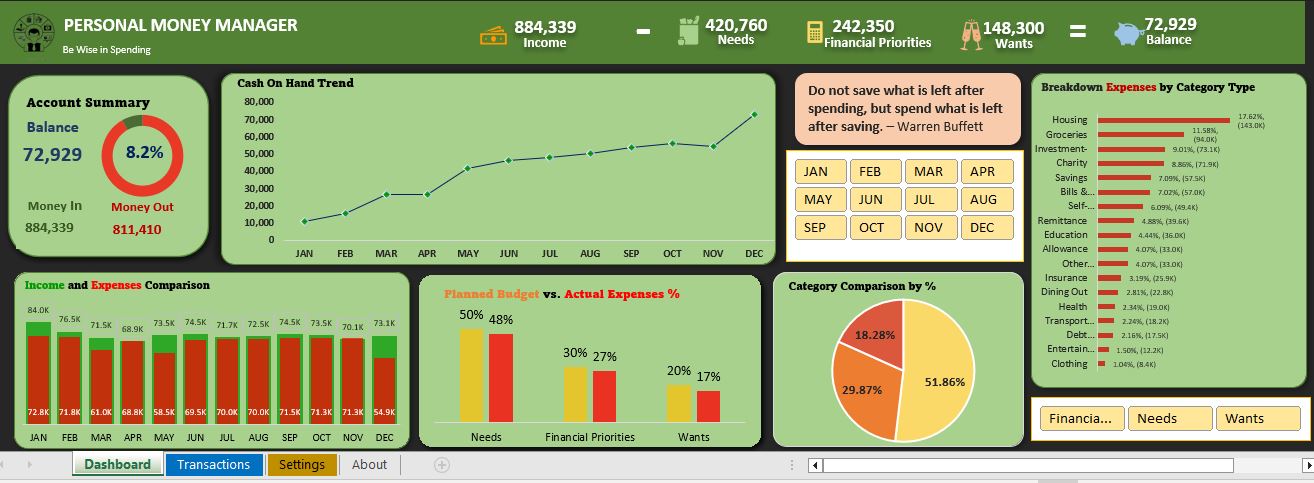 PERSONAL MONEY MANAGER
Be Wise in Spending
884,339
Income
-
420,760
Needs
242,350
Financial Priorities
148,300
Wants
=
72,929
Balance
Account Summary
Balance
72,929
8.2%
Money In
884,339
Money Out
811,410
Cash On Hand Trend
80,000
70,000
60,000
50,000
40,000
30,000
20,000
10,000
0
JAN FEB MAR APR MAY JUN JUL AUG SEP OCT NOV DEC
Do not save what is left after
spending, but spend what is left
after saving. – Warren Buffett
JAN FEB MAR APR
MAY JUN JUL AUG
SEP OCT NOV DEC
Breakdown Expenses by Category Type
Housing 17.62%, (143.0K)
Groceries 11.58%, (94.0K)
Investment- 9.01%, (73.1K)
Charity 8.86%, (71.9K)
Savings 7.09%, (57.5K)
Bills &... 7.02%, (57.0K)
Self-... 6.09%, (49.4K)
Remittance 4.88%, (39.6K)
Education 4.44%, (36.0K)
Allowance 4.07%, (33.0K)
Other... 4.07%, (33.0K)
Insurance 3.19%, (25.9K)
Dining Out 2.81%, (22.8K)
Health 2.34%, (19.0K)
Transport... 2.24%, (18.2K)
Debt... 2.16%, (17.5K)
Entertain... 1.50%, (12.2K)
Clothing 1.04%, (8.4K)
Income and Expenses Comparison
84.0K 76.5K 71.5K 68.9K 73.5K 74.5K 71.7K 72.5K 74.5K 73.5K 70.1K 73.1K
72.8K 71.8K 61.0K 68.8K 58.5K 69.5K 70.0K 70.0K 71.5K 71.3K 71.3K 54.9K
JAN FEB MAR APR MAY JUN JUL AUG SEP OCT NOV DEC
Planned Budget vs. Actual Expenses %
50% 48%
30% 27%
20% 17%
Needs Financial Priorities Wants
Category Comparison by %
18.28%
29.87%
51.86%
Financia... Needs Wants
Dashboard Transactions Settings About